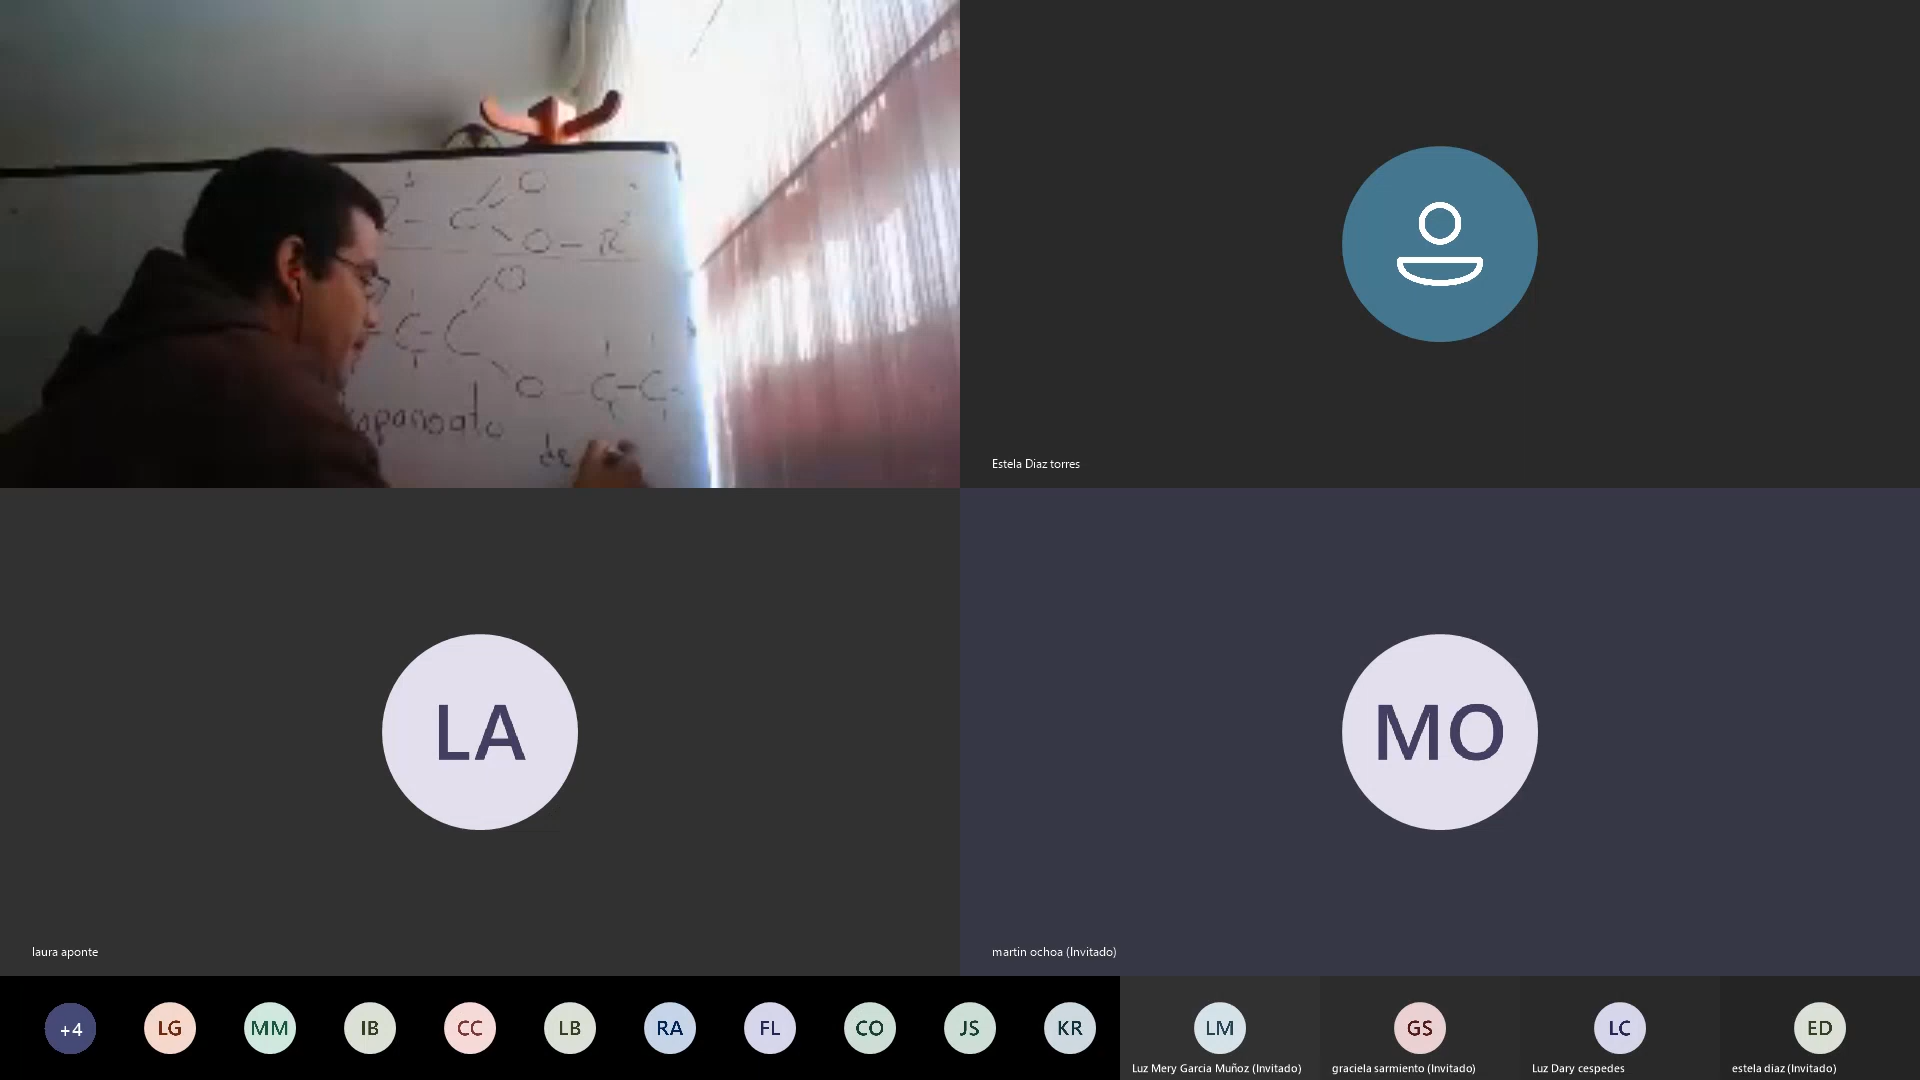 O
C
O - R²
O
- C - C
O - C - C -
de
Estela Diaz torres
LA
MO
laura aponte
martin ochoa (Invitado)
+4 LG MM IB CC LB RA FL CO JS KR LM GS LC ED
Luz Mery Garcia Muñoz (Invitado) graciela sarmiento (Invitado) Luz Dary cespedes estela diaz (Invitado)